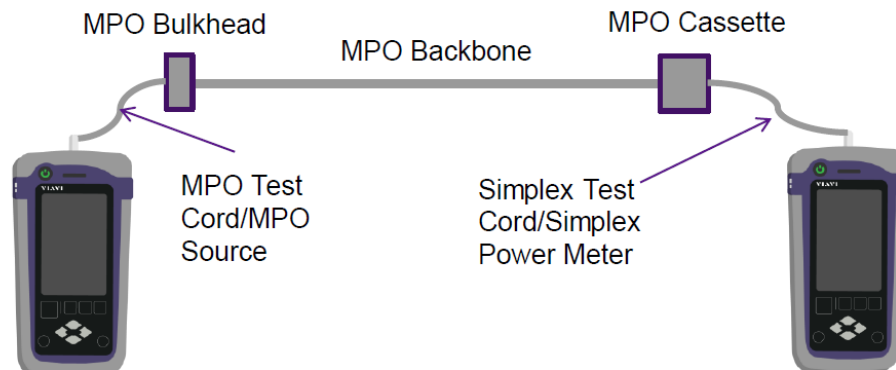 MPO Bulkhead
MPO Backbone
MPO Cassette
MPO Test
Cord/MPO
Source
Simplex Test
Cord/Simplex
Power Meter
VIAVI
VIAVI